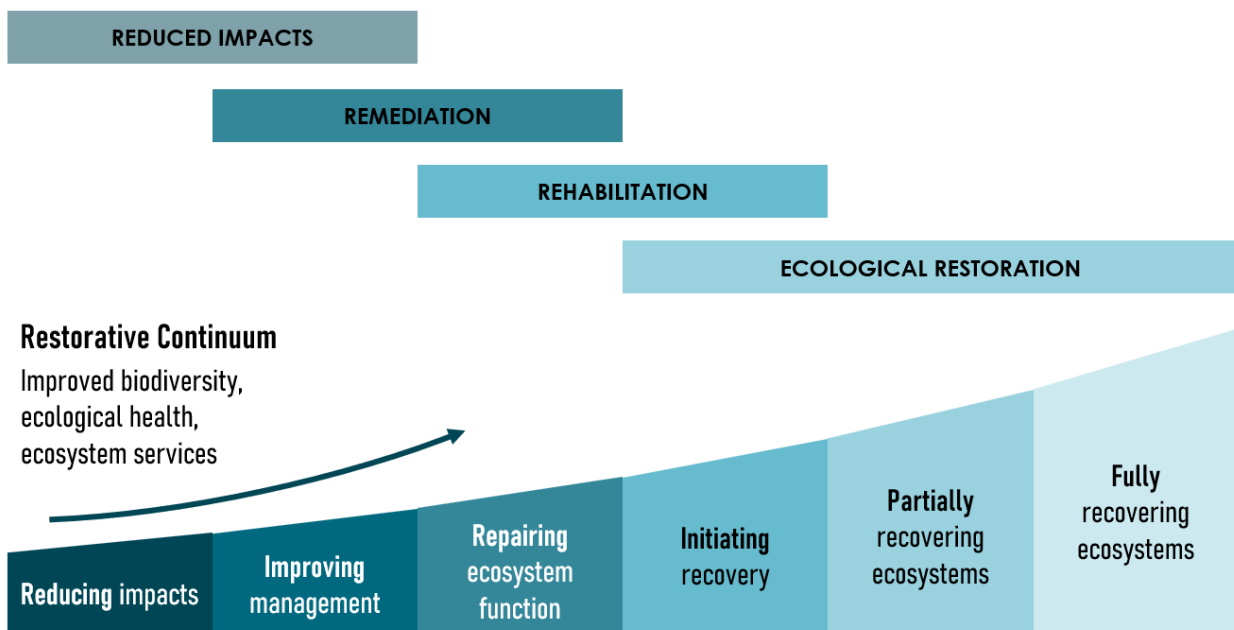 REDUCED IMPACTS
REMEDIATION
REHABILITATION
ECOLOGICAL RESTORATION
Restorative Continuum
Improved biodiversity,
ecological health,
ecosystem services
Reducing impacts
Improving
management
Repairing
ecosystem
function
Initiating
recovery
Partially
recovering
ecosystems
Fully
recovering
ecosystems